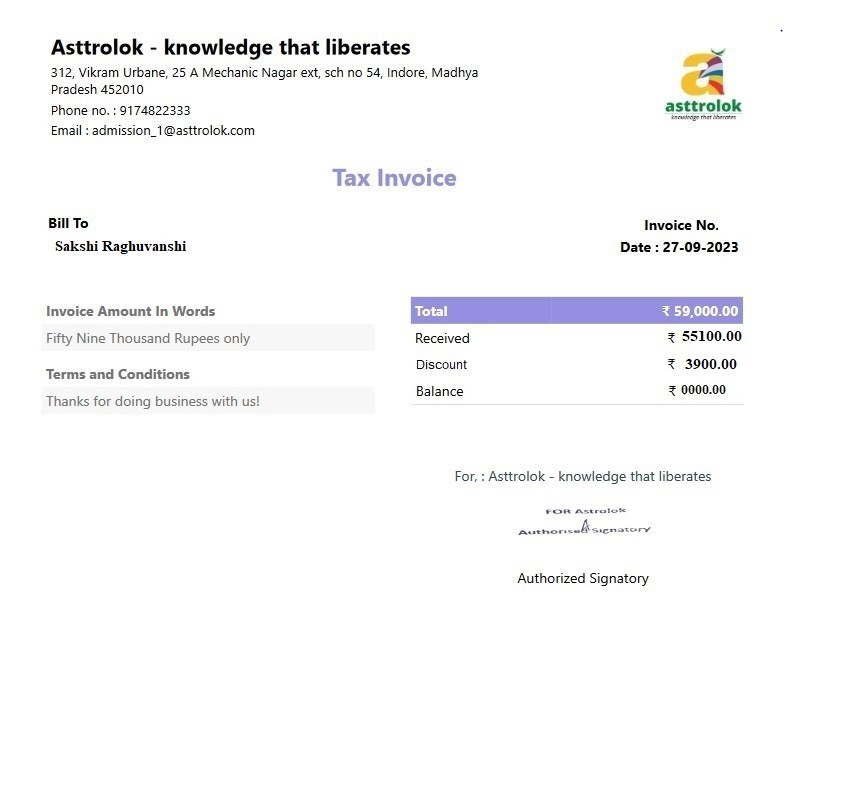 Asttrolok - knowledge that liberates
312, Vikram Urbane, 25 A Mechanic Nagar ext, sch no 54, Indore, Madhya
Pradesh 452010
Phone no. : 9174822333
Email : admission_1@asttrolok.com
asttrolok
knowledge that liberates
Tax Invoice
Bill To
Sakshi Raghuvanshi
Invoice No.
Date : 27-09-2023
Invoice Amount In Words
Fifty Nine Thousand Rupees only
Terms and Conditions
Thanks for doing business with us!
Total ₹ 59,000.00
Received ₹ 55100.00
Discount ₹ 3900.00
Balance ₹ 0000.00
For, : Asttrolok - knowledge that liberates
FOR Astrolok
Authorised Signatory
Authorized Signatory